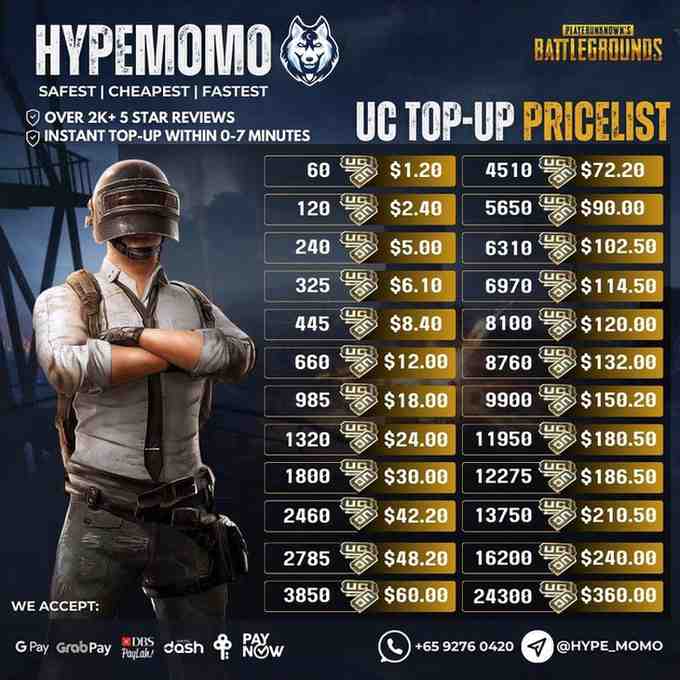 HYPEMOMO
SAFEST | CHEAPEST | FASTEST
OVER 2K+ 5 STAR REVIEWS
INSTANT TOP-UP WITHIN 0-7 MINUTES
PLAYERUNKNOWN'S
BATTLEGROUNDS
UC TOP-UP PRICELIST
60 $1.20
120 $2.40
240 $5.00
325 $6.10
445 $8.40
660 $12.00
985 $18.00
1320 $24.00
1800 $30.00
2460 $42.20
2785 $48.20
3850 $60.00
4510 $72.20
5650 $90.00
6310 $102.50
6970 $114.50
8100 $120.00
8760 $132.00
9900 $150.20
11950 $180.50
12275 $186.50
13750 $210.50
16200 $240.00
24300 $360.00
WE ACCEPT:
G Pay GrabPay DBS PayLah! dash PAY NOW
+65 9276 0420 @HYPE_MOMO